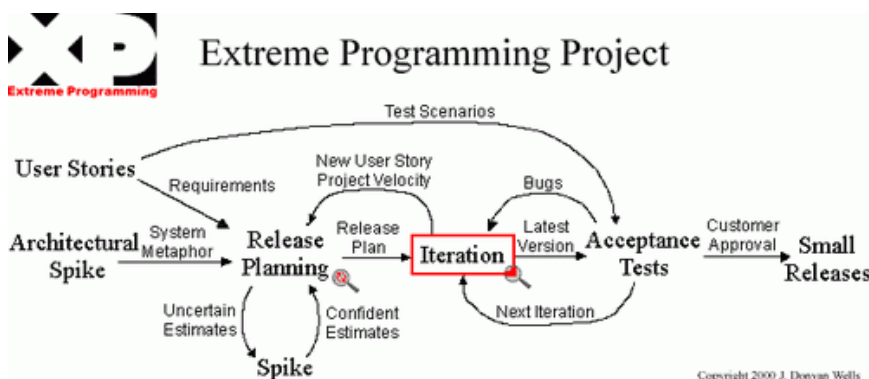 XP
Extreme Programming
Extreme Programming Project
Test Scenarios
User Stories
Requirements
New User Story
Project Velocity
Bugs
Architectural
Spike
System
Metaphor
Release
Planning
Release
Plan
Iteration
Latest
Version
Acceptance
Tests
Customer
Approval
Small
Releases
Uncertain
Estimates
Confident
Estimates
Next Iteration
Spike
Copyright 2000 J. Donvan Wells